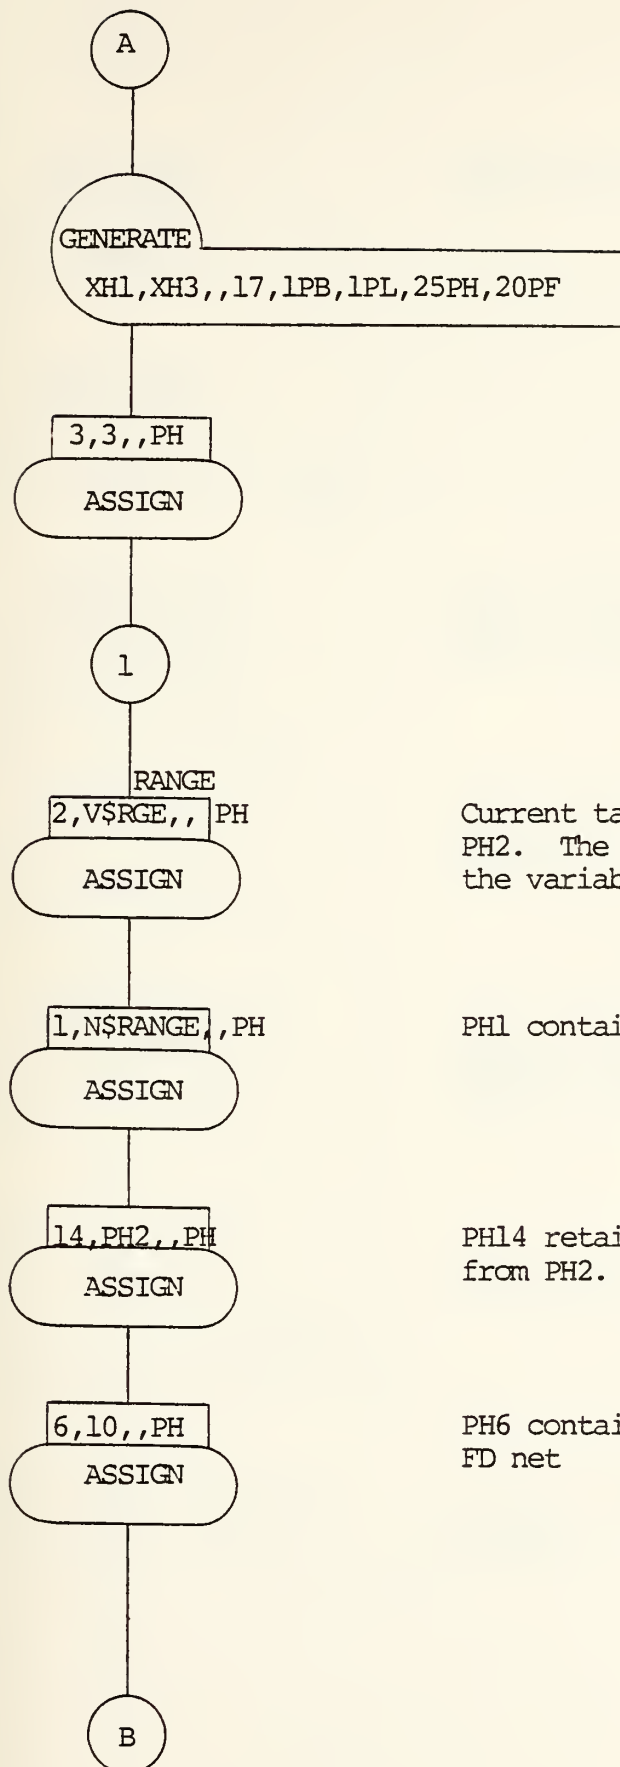 A
GENERATE
XH1,XH3,,17,1PB,1PL,25PH,20PF
3,3,,PH
ASSIGN
1
RANGE
2,V$RGE,, PH
ASSIGN
Current ta
PH2. The
the variab
1,N$RANGE,,PH
ASSIGN
PH1 contai
14,PH2,,PH
ASSIGN
PH14 retai
from PH2.
6,10,,PH
ASSIGN
PH6 contai
FD net
B